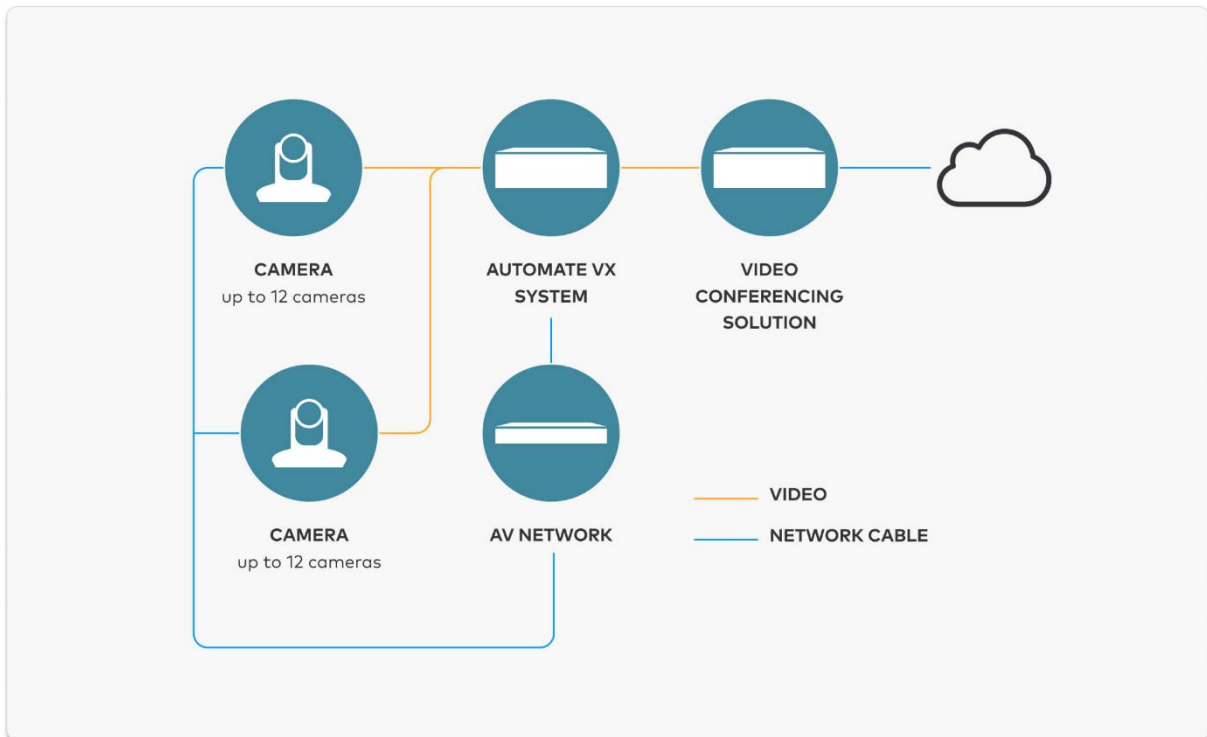 CAMERA
up to 12 cameras
AUTOMATE VX
SYSTEM
VIDEO
CONFERENCING
SOLUTION
CAMERA
up to 12 cameras
AV NETWORK
VIDEO
NETWORK CABLE